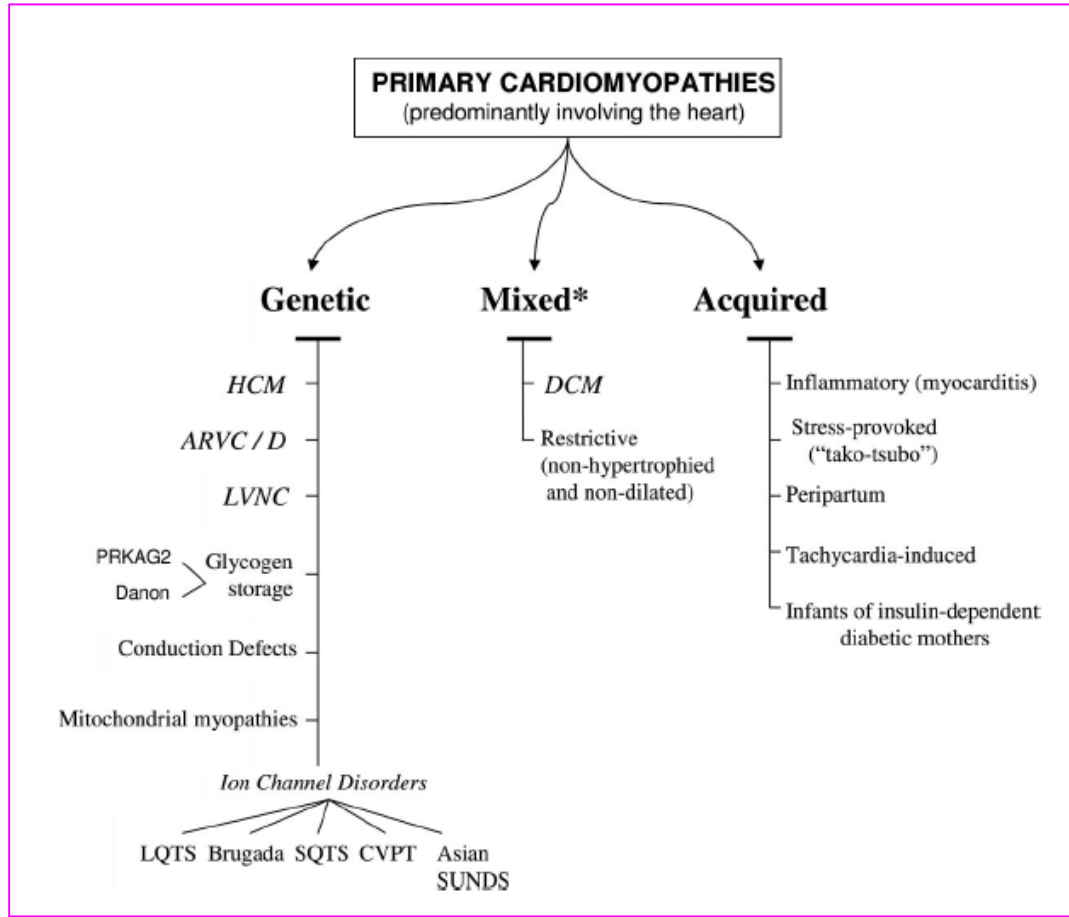 PRIMARY CARDIOMYOPATHIES
(predominantly involving the heart)
Genetic
HCM
ARVC / D
LVNC
PRKAG2
Danon
Glycogen
storage
Conduction Defects
Mitochondrial myopathies
Ion Channel Disorders
LQTS Brugada SQTS CVPT Asian
SUNDS
Mixed*
DCM
Restrictive
(non-hypertrophied
and non-dilated)
Acquired
Inflammatory (myocarditis)
Stress-provoked
(“tako-tsubo”)
Peripartum
Tachycardia-induced
Infants of insulin-dependent
diabetic mothers